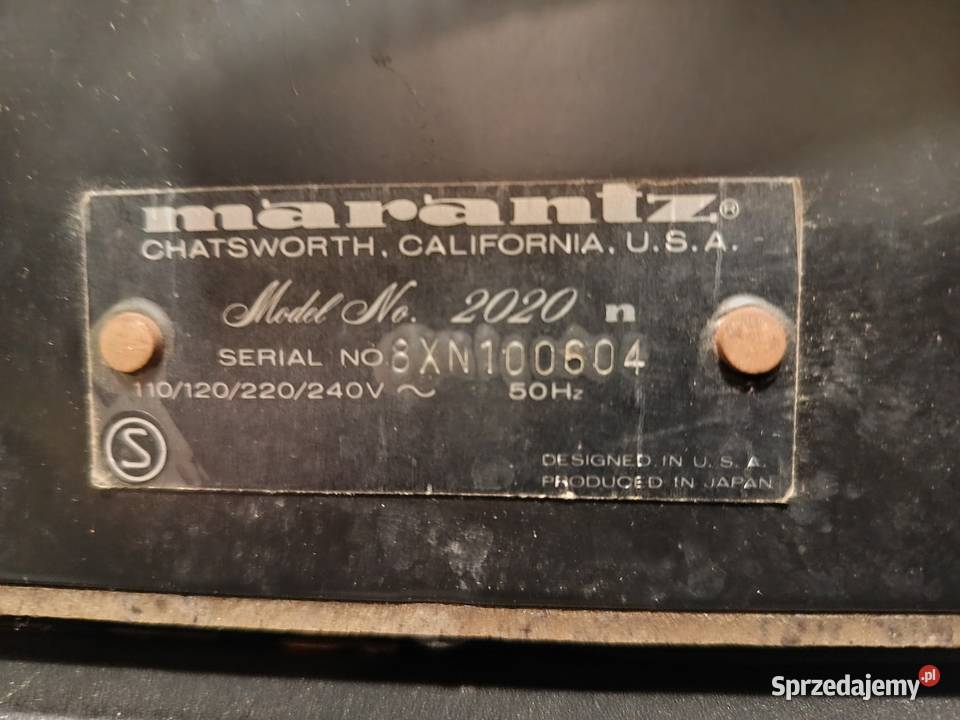 marantz®
CHATSWORTH, CALIFORNIA, U.S.A.
Model No. 2020 n
SERIAL NO. 8XN100604
110/120/220/240V ~ 50Hz
S
DESIGNED IN U.S.A.
PRODUCED IN JAPAN
Sprzedajemy.pl